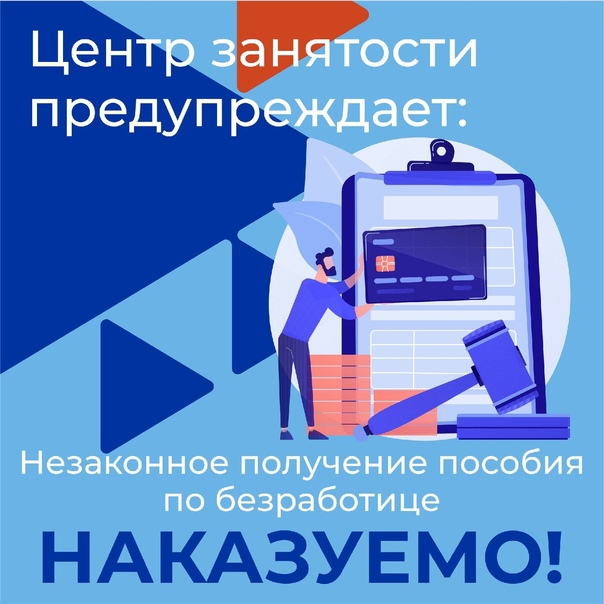 Центр занятости
предупреждает:
Незаконное получение пособия
по безработице
НАКАЗУЕМО!